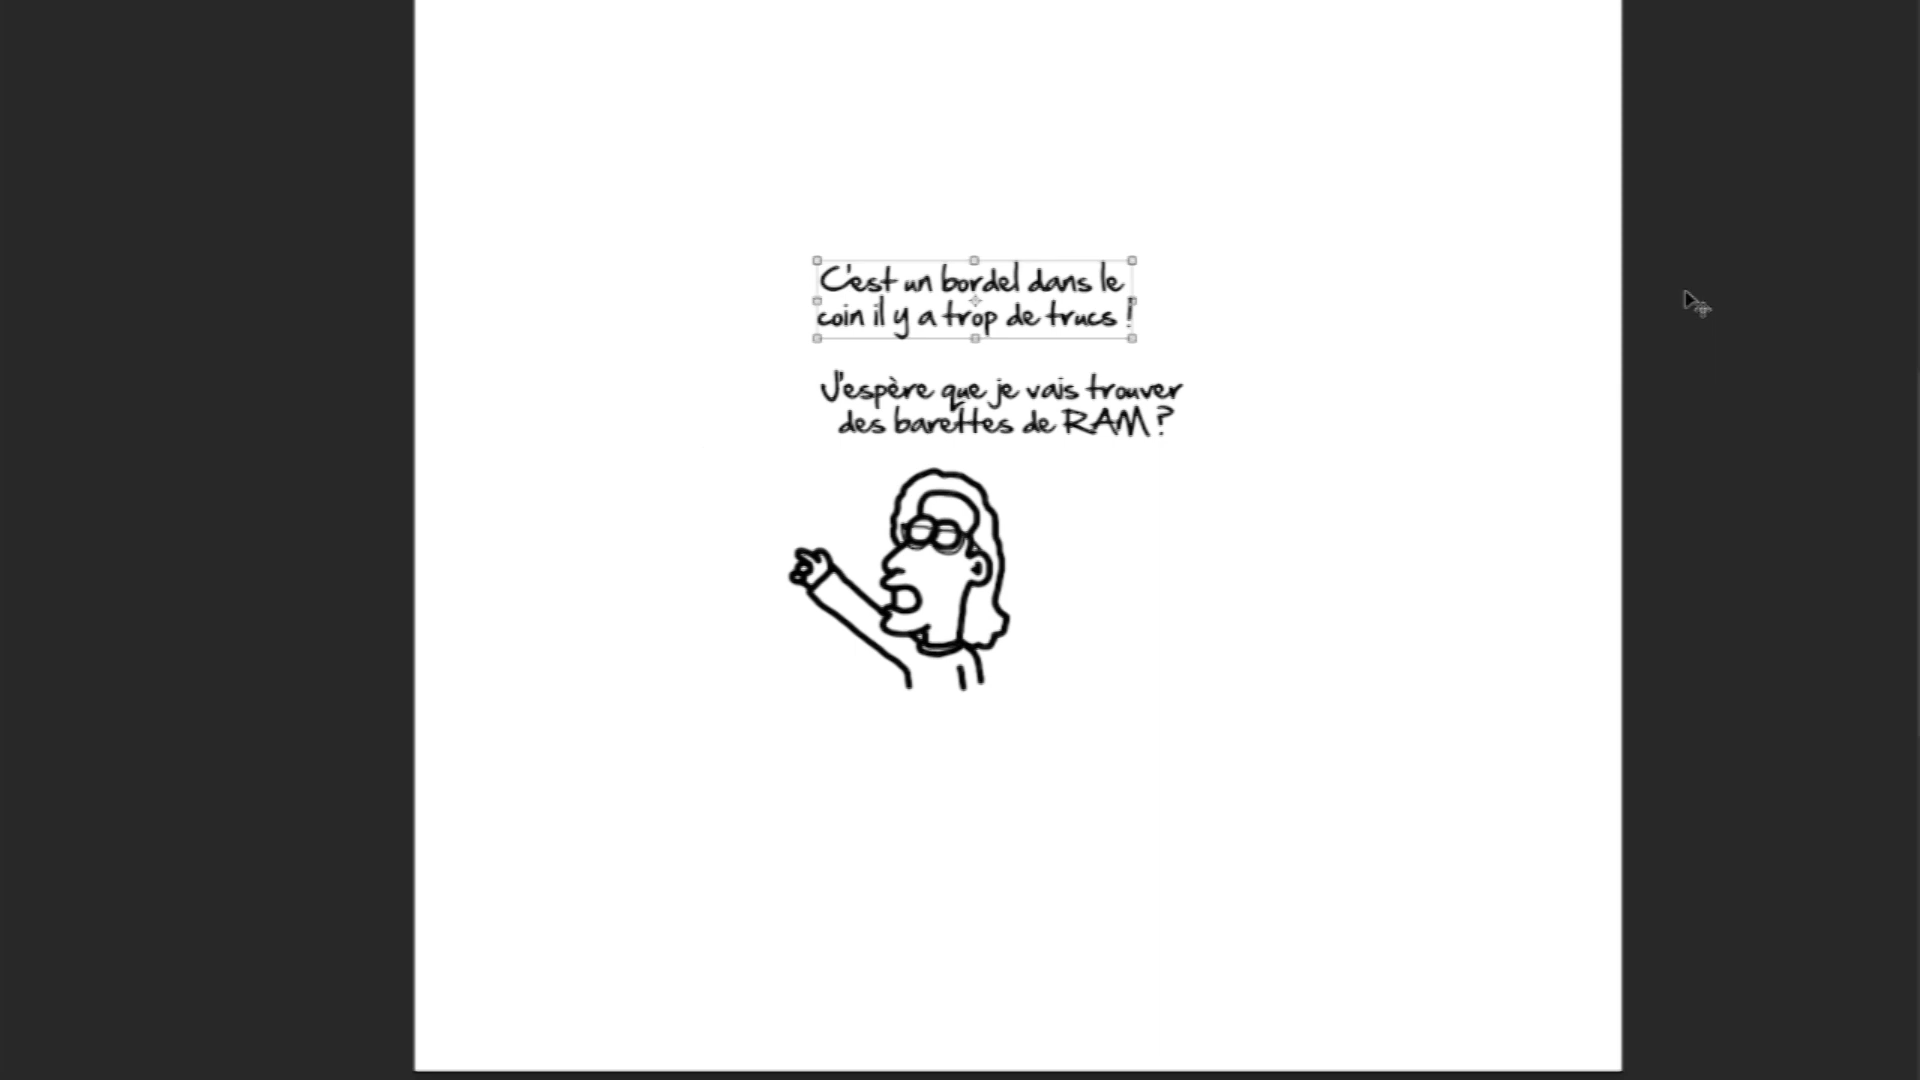 C'est un bordel dans le
coin il y a trop de trucs !
J'espère que je vais trouver
des barettes de RAM ?